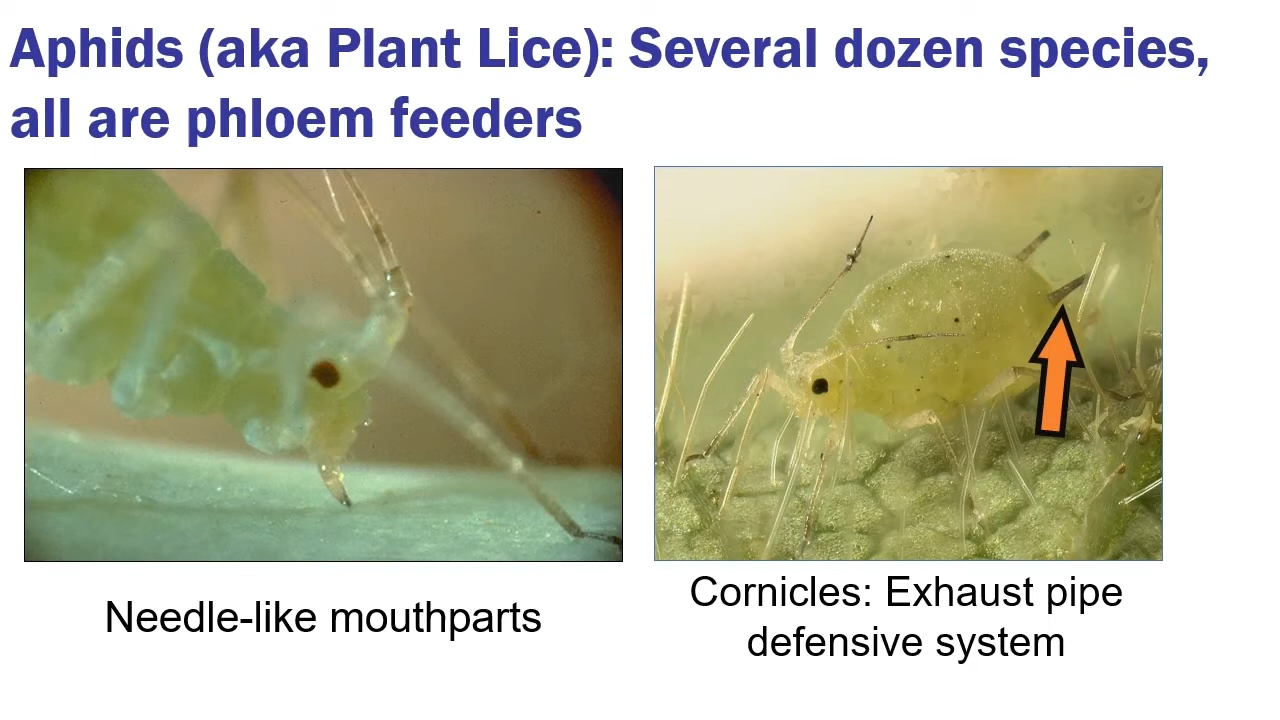 Aphids (aka Plant Lice): Several dozen species,
all are phloem feeders
Needle-like mouthparts
Cornicles: Exhaust pipe
defensive system